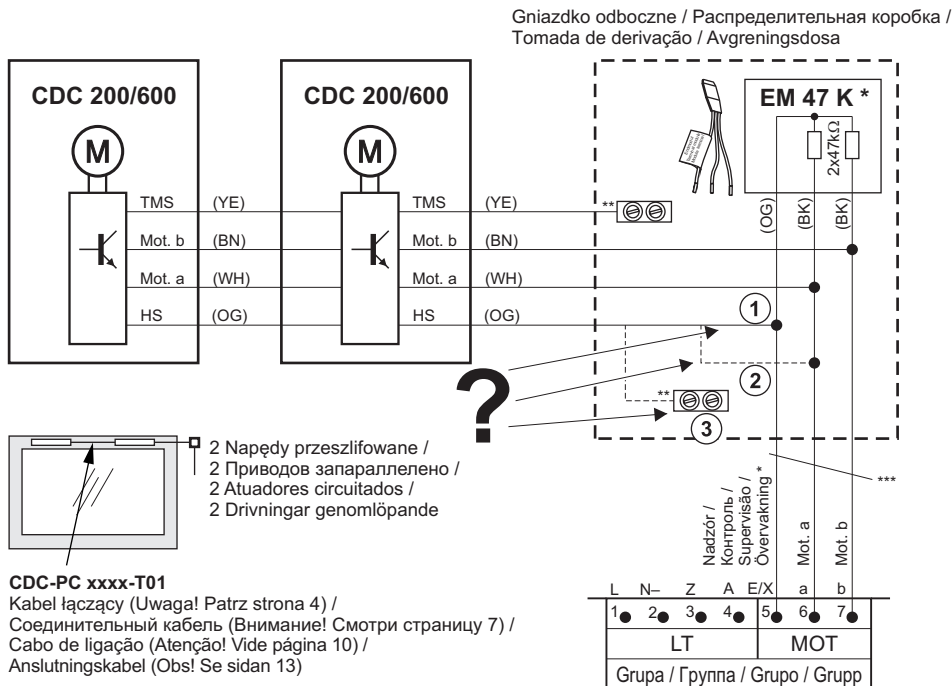 Gniazdko odboczne / Распределительная коробка /
Tomada de derivação / Avgreningsdosa
CDC 200/600
CDC 200/600
EM 47 K *
M
M
2x47kΩ
(OG)
(BK)
(BK)
TMS (YE) TMS (YE) **
Mot. b (BN) Mot. b (BN)
Mot. a (WH) Mot. a (WH)
HS (OG) HS (OG)
1
2
** 3
?
2 Napędy przeszlifowane /
2 Приводов запараллелено /
2 Atuadores circuitados /
2 Drivningar genomlöpande
***
Nadzór /
Контроль /
Supervisão /
Övervakning *
Mot. a
Mot. b
CDC-PC xxxx-T01
Kabel łączący (Uwaga! Patrz strona 4) /
Соединительный кабель (Внимание! Смотри страницу 7) /
Cabo de ligação (Atenção! Vide página 10) /
Anslutningskabel (Obs! Se sidan 13)
L N– Z A E/X a b
1 2 3 4 5 6 7
LT MOT
Grupa / Группа / Grupo / Grupp